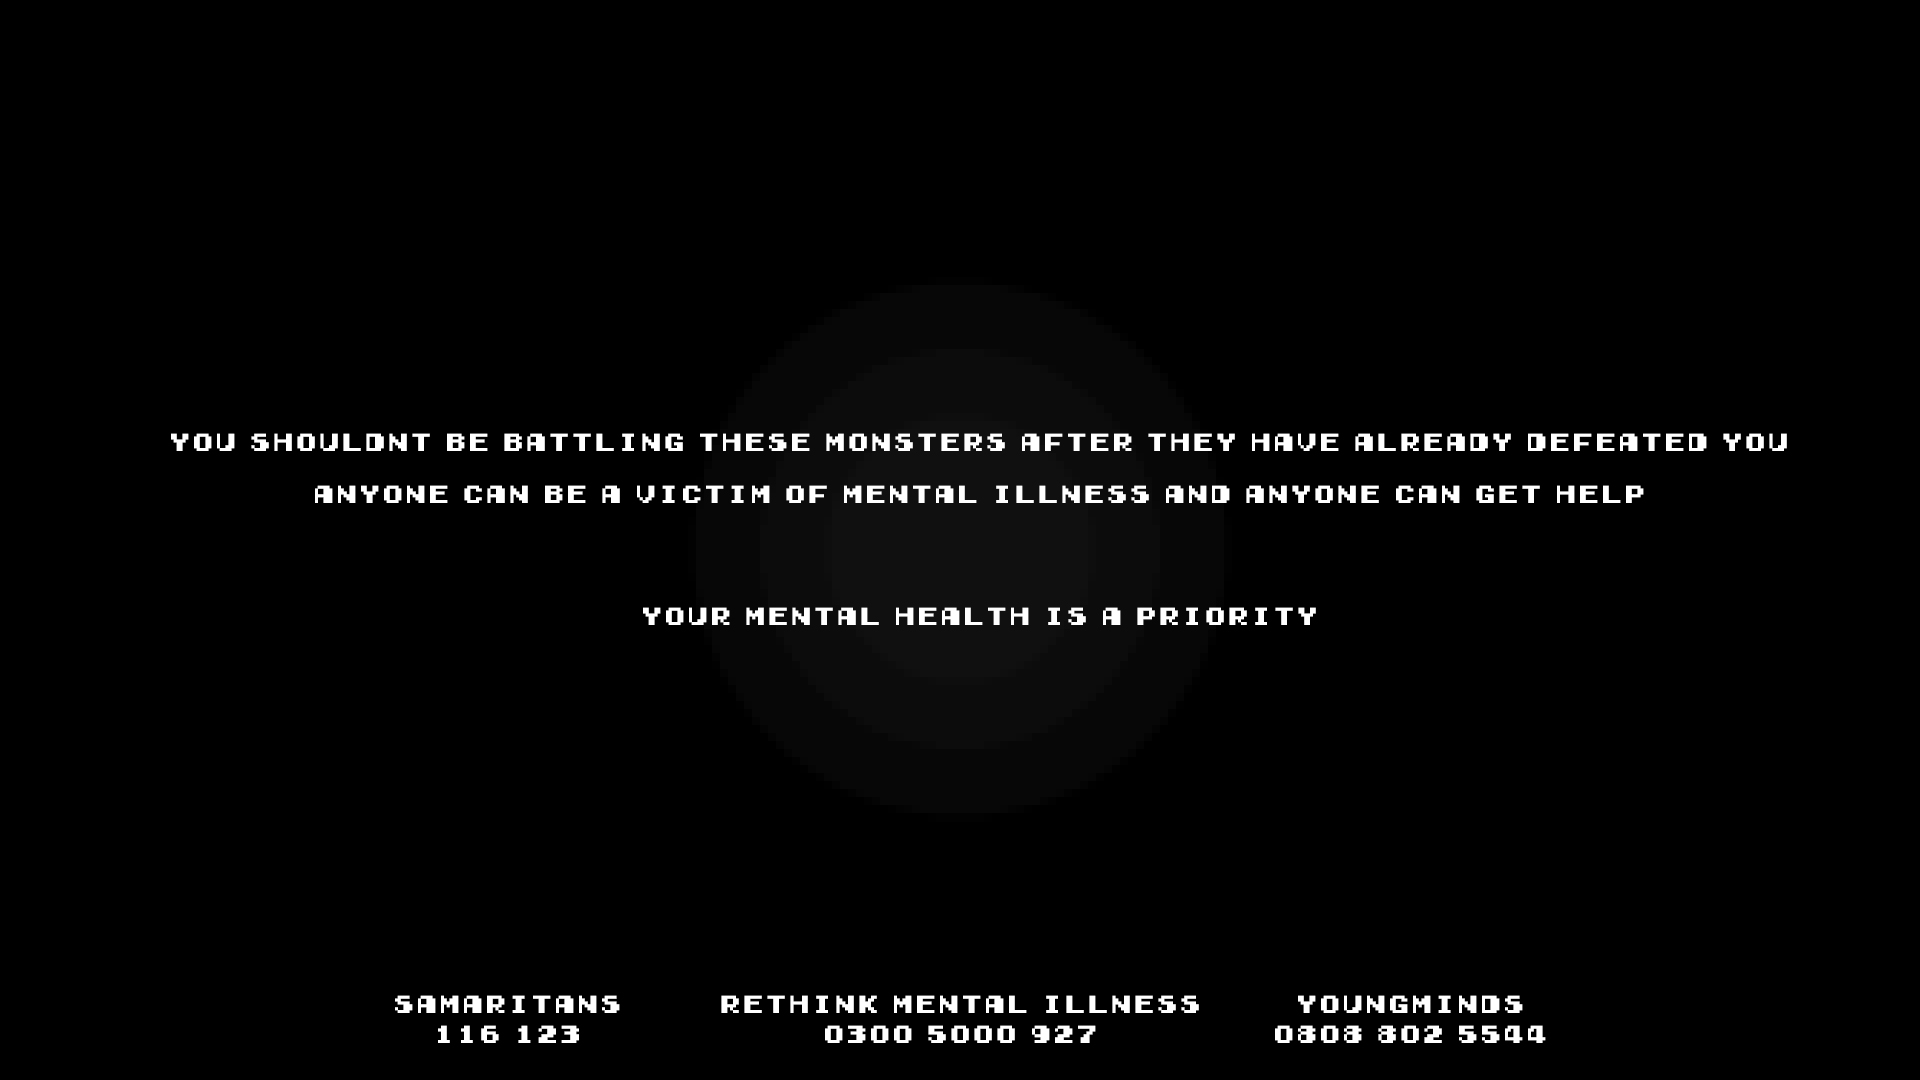 YOU SHOULDNT BE BATTLING THESE MONSTERS AFTER THEY HAVE ALREADY DEFEATED YOU
ANYONE CAN BE A VICTIM OF MENTAL ILLNESS AND ANYONE CAN GET HELP
YOUR MENTAL HEALTH IS A PRIORITY
SAMARITANS RETHINK MENTAL ILLNESS YOUNGMINDS
116 123 0300 5000 927 0808 802 5544